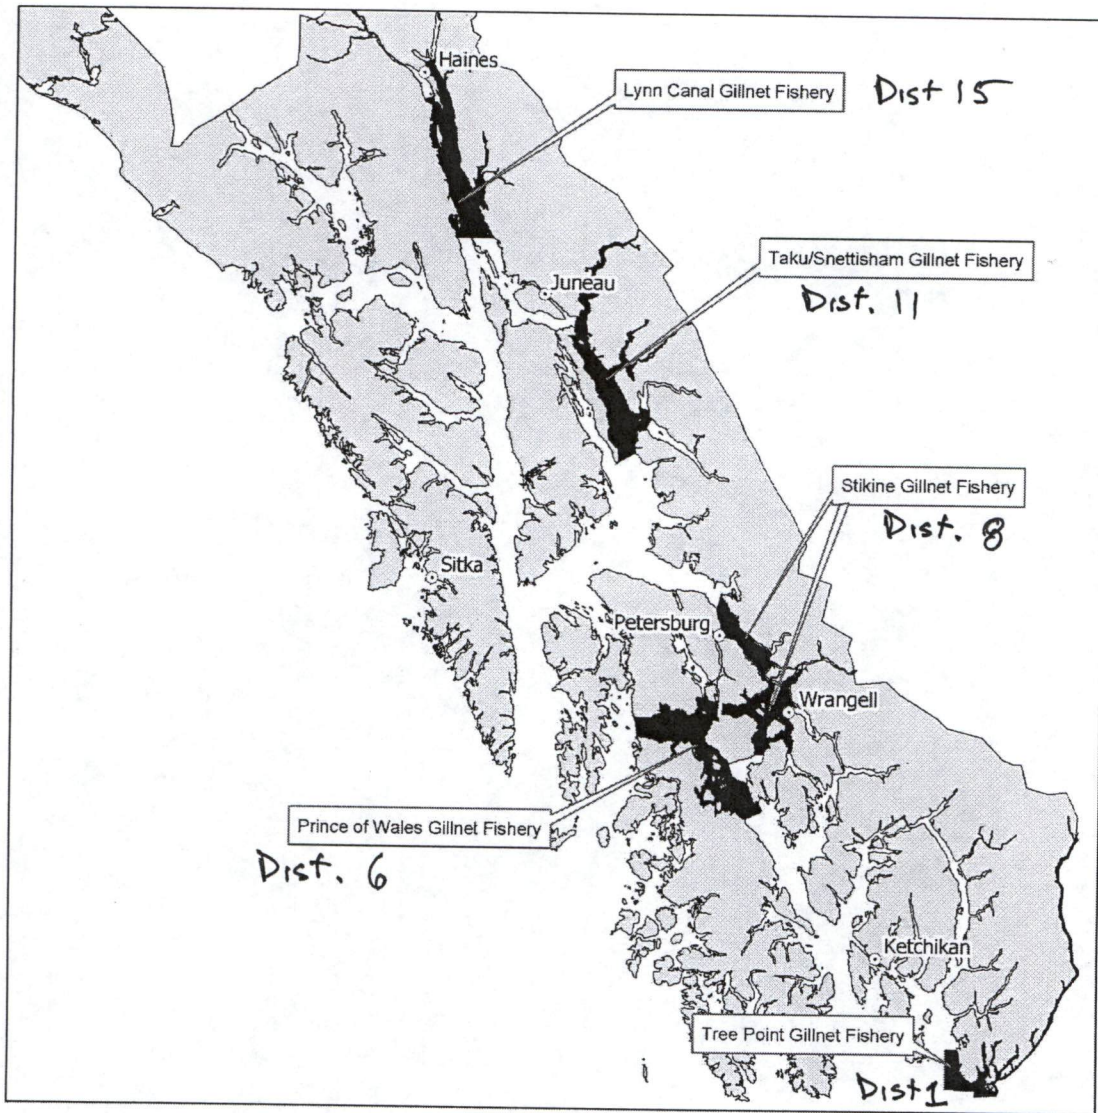 Haines
Lynn Canal Gillnet Fishery
Dist 15
Taku/Snettisham Gillnet Fishery
Juneau
Dist. 11
Stikine Gillnet Fishery
Dist. 8
Sitka
Petersburg
Wrangell
Prince of Wales Gillnet Fishery
Dist. 6
Ketchikan
Tree Point Gillnet Fishery
Dist 1